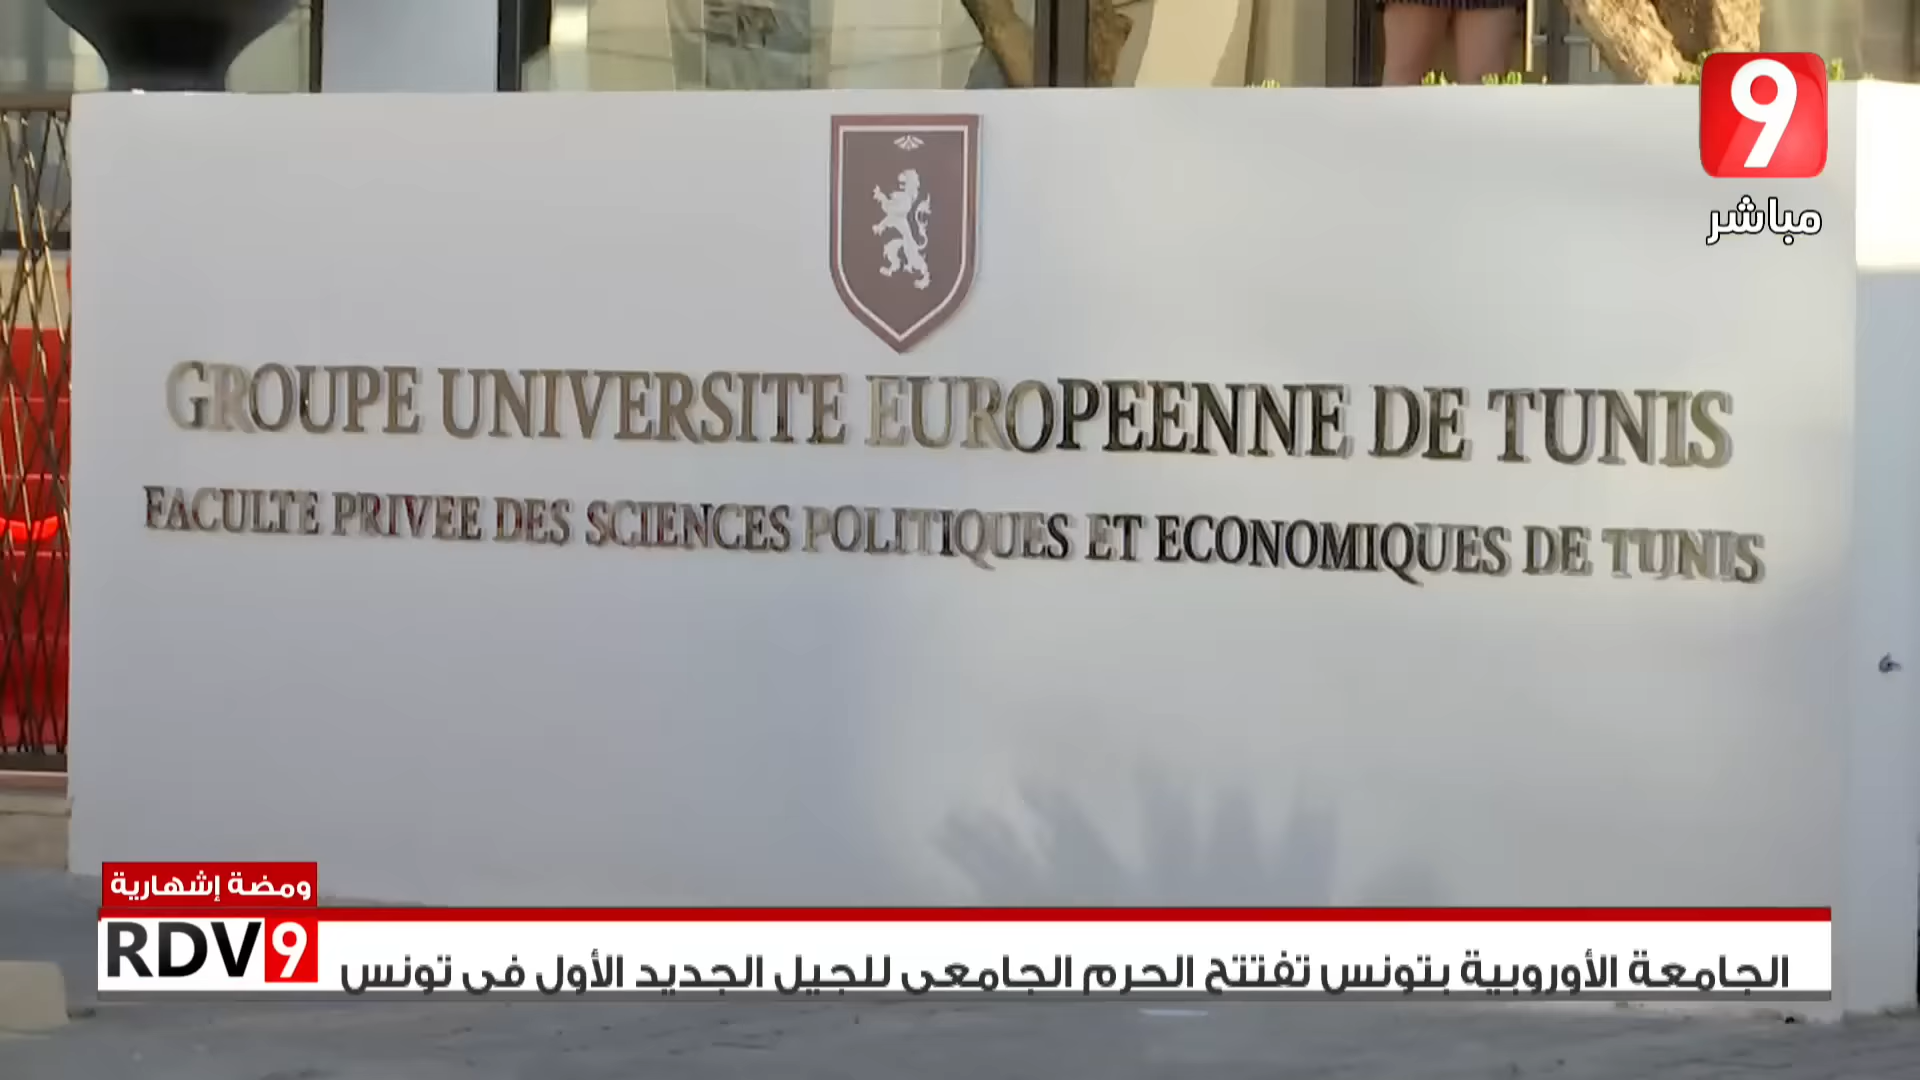 9
مباشر
GROUPE UNIVERSITE EUROPEENNE DE TUNIS
FACULTE PRIVEE DES SCIENCES POLITIQUES ET ECONOMIQUES DE TUNIS
ومضة إشهارية
RDV9
الجامعة الأوروبية بتونس تفتتح الحرم الجامعي للجيل الجديد الأول في تونس